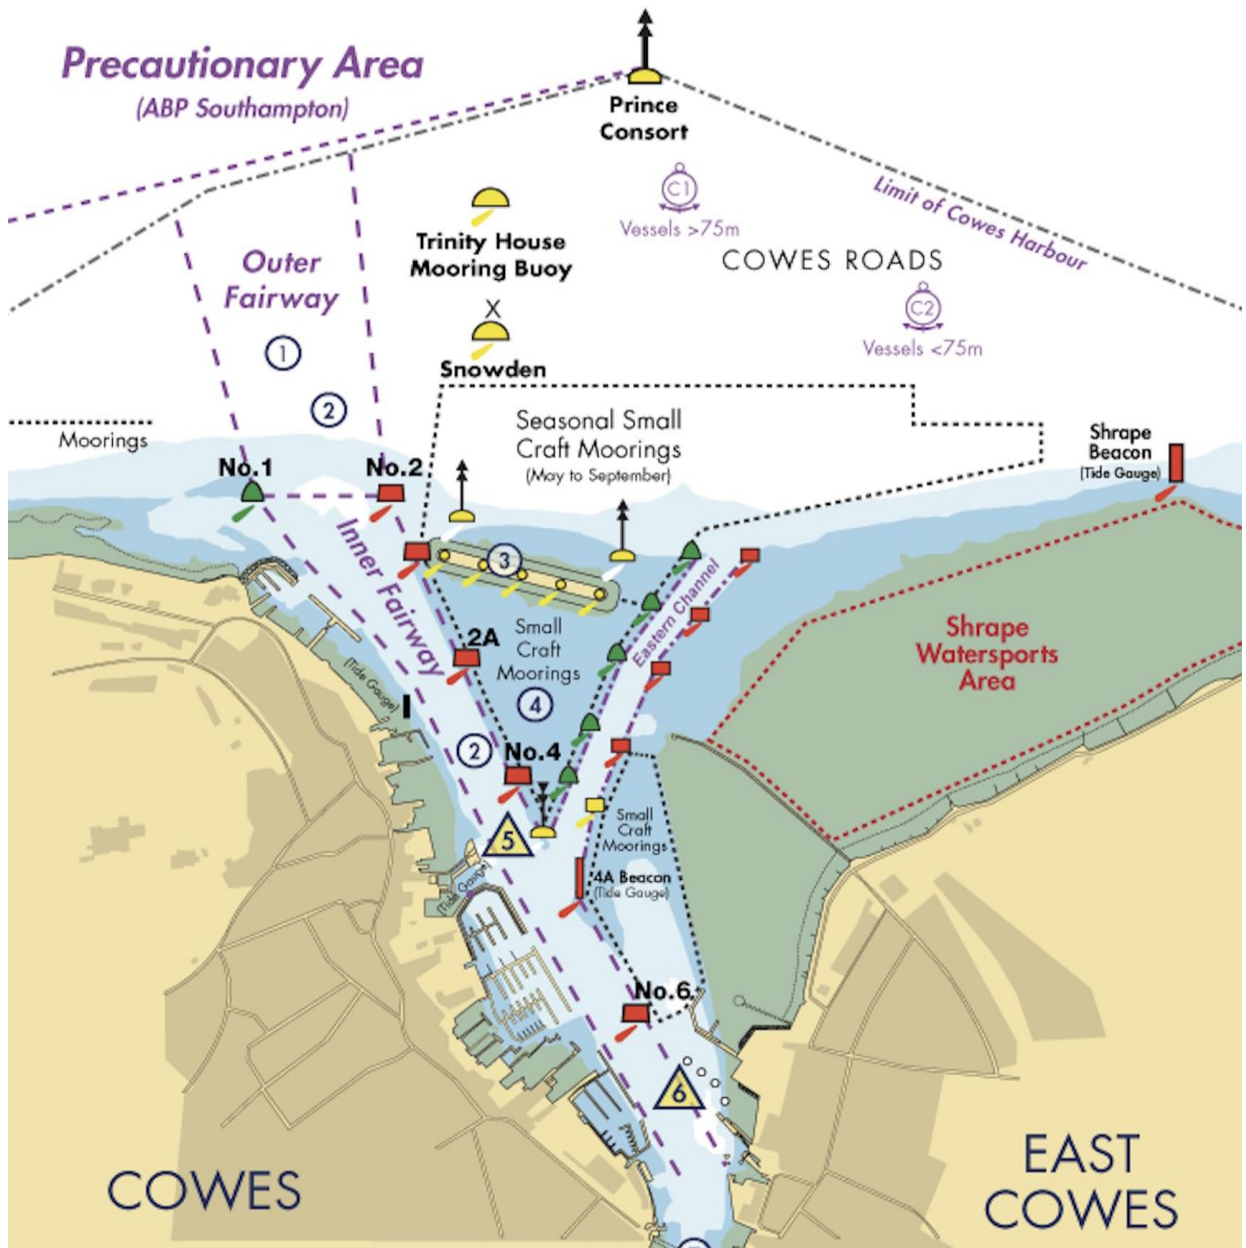 Precautionary Area
(ABP Southampton)
Prince
Consort
C1
Vessels >75m
Limit of Cowes Harbour
Trinity House
Mooring Buoy
COWES ROADS
Outer
Fairway
C2
Vessels <75m
X
Snowden
1
2
Moorings
Seasonal Small
Craft Moorings
(May to September)
Shrape
Beacon
(Tide Gauge)
No.1
No.2
Inner Fairway
3
Eastern Channel
Small
Craft
Moorings
2A
4
(Tide Gauge)
Shrape
Watersports
Area
2
No.4
5
Small
Craft
Moorings
(Tide Gauge)
4A Beacon
(Tide Gauge)
No.6
6
COWES
EAST
COWES